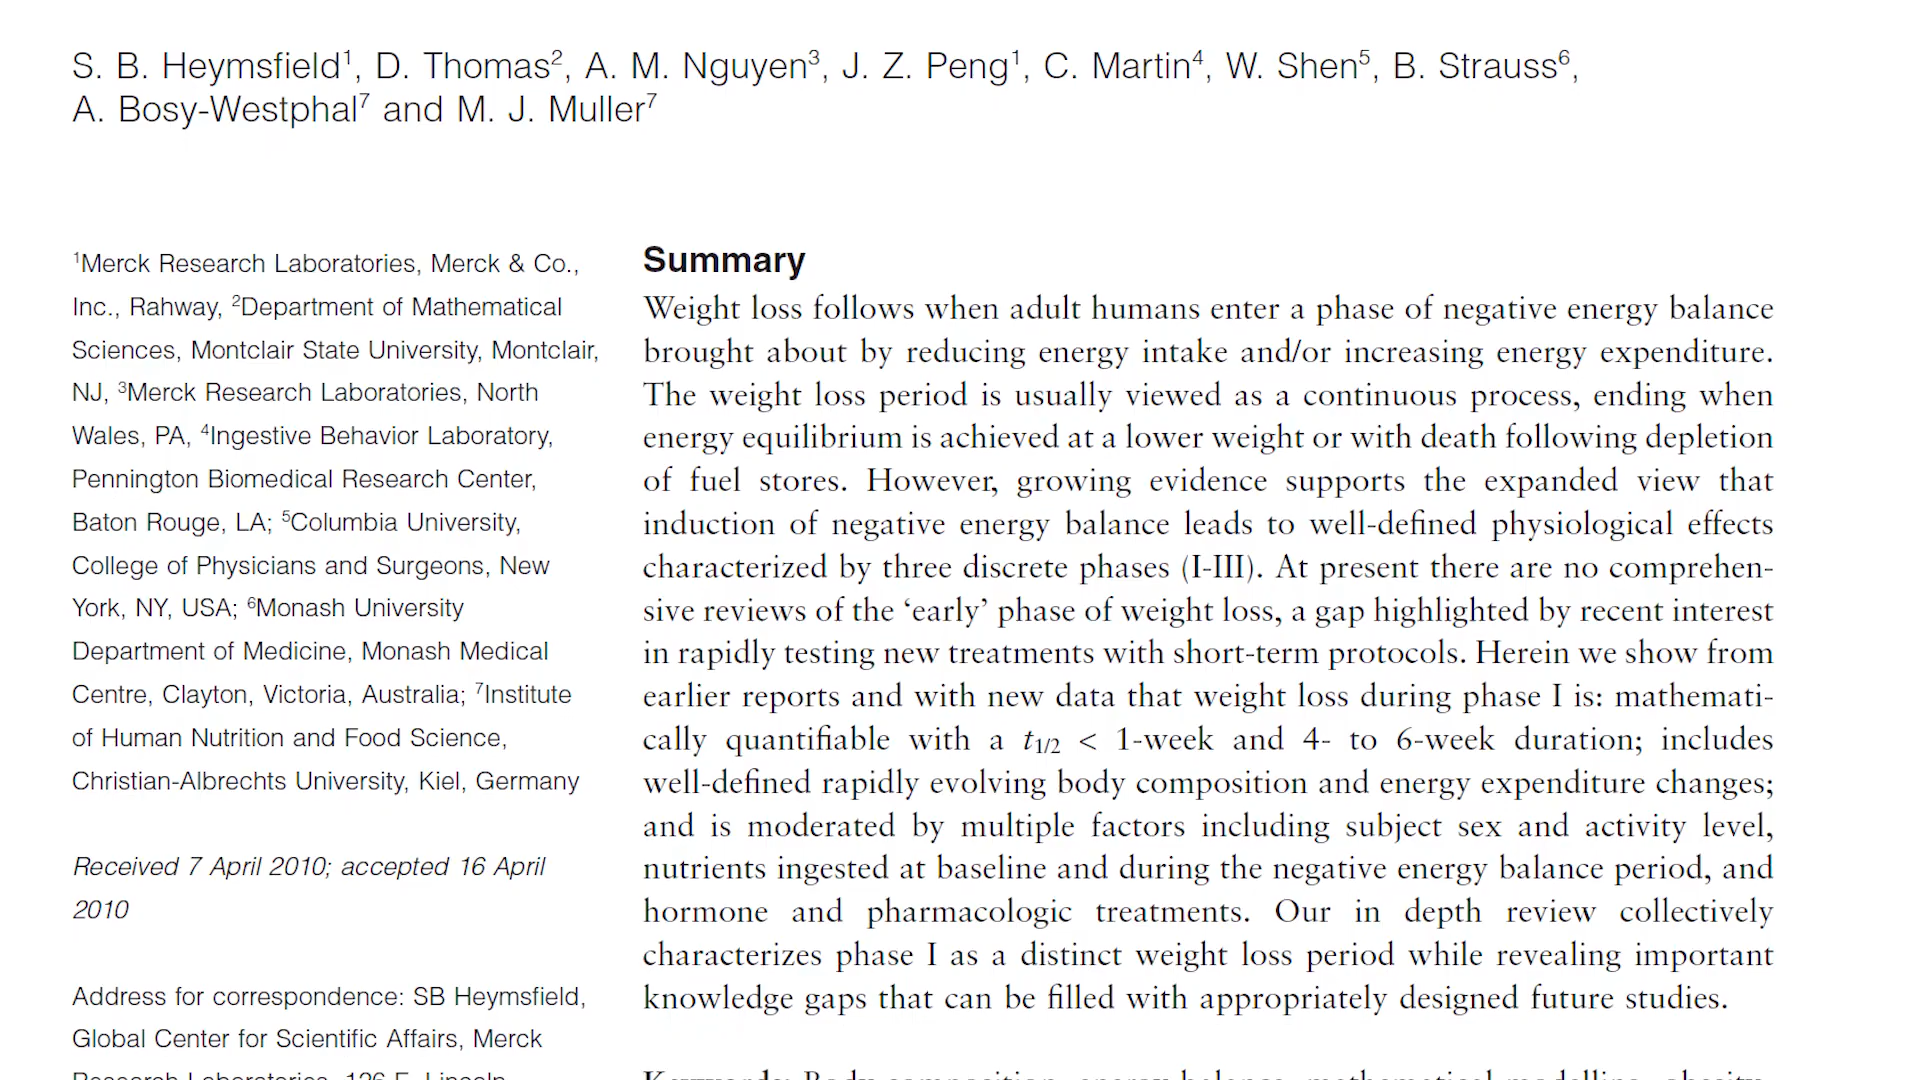 S. B. Heymsfield¹, D. Thomas², A. M. Nguyen³, J. Z. Peng¹, C. Martin⁴, W. Shen⁵, B. Strauss⁶,
A. Bosy-Westphal⁷ and M. J. Muller⁷
¹Merck Research Laboratories, Merck & Co.,
Inc., Rahway, ²Department of Mathematical
Sciences, Montclair State University, Montclair,
NJ, ³Merck Research Laboratories, North
Wales, PA, ⁴Ingestive Behavior Laboratory,
Pennington Biomedical Research Center,
Baton Rouge, LA; ⁵Columbia University,
College of Physicians and Surgeons, New
York, NY, USA; ⁶Monash University
Department of Medicine, Monash Medical
Centre, Clayton, Victoria, Australia; ⁷Institute
of Human Nutrition and Food Science,
Christian-Albrechts University, Kiel, Germany
Received 7 April 2010; accepted 16 April
2010
Address for correspondence: SB Heymsfield,
Global Center for Scientific Affairs, Merck
Research Laboratories, 126 E. Lincoln
Summary
Weight loss follows when adult humans enter a phase of negative energy balance
brought about by reducing energy intake and/or increasing energy expenditure.
The weight loss period is usually viewed as a continuous process, ending when
energy equilibrium is achieved at a lower weight or with death following depletion
of fuel stores. However, growing evidence supports the expanded view that
induction of negative energy balance leads to well-defined physiological effects
characterized by three discrete phases (I-III). At present there are no comprehen-
sive reviews of the ‘early’ phase of weight loss, a gap highlighted by recent interest
in rapidly testing new treatments with short-term protocols. Herein we show from
earlier reports and with new data that weight loss during phase I is: mathemati-
cally quantifiable with a t1/2 < 1-week and 4- to 6-week duration; includes
well-defined rapidly evolving body composition and energy expenditure changes;
and is moderated by multiple factors including subject sex and activity level,
nutrients ingested at baseline and during the negative energy balance period, and
hormone and pharmacologic treatments. Our in depth review collectively
characterizes phase I as a distinct weight loss period while revealing important
knowledge gaps that can be filled with appropriately designed future studies.
Keywords: Body composition, energy balance, mathematical modelling, obesity.